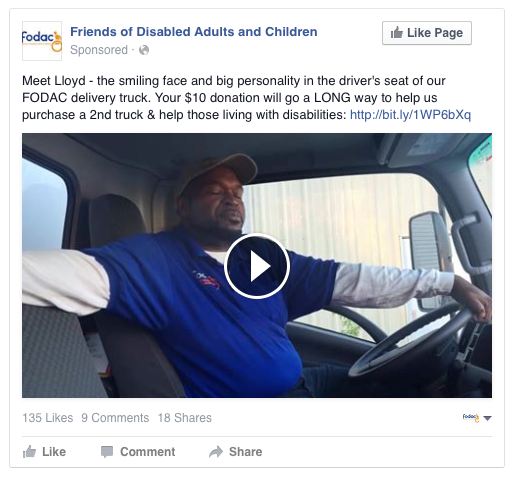 Fodac
Friends of Disabled Adults and Children
Sponsored ·
Like Page
Meet Lloyd - the smiling face and big personality in the driver's seat of our
FODAC delivery truck. Your $10 donation will go a LONG way to help us
purchase a 2nd truck & help those living with disabilities: http://bit.ly/1WP6bXq
135 Likes 9 Comments 18 Shares
Fodac
Like Comment Share